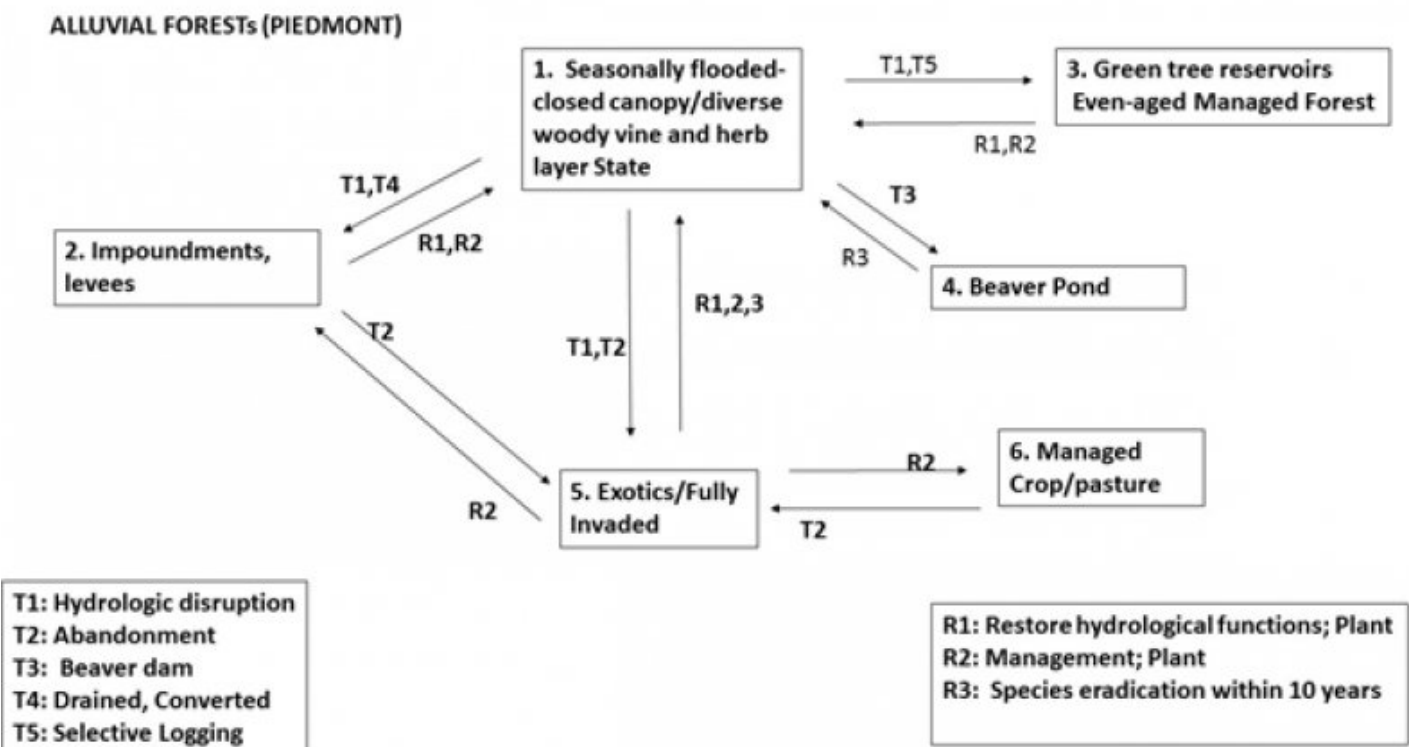 ALLUVIAL FORESTs (PIEDMONT)
1. Seasonally flooded-
closed canopy/diverse
woody vine and herb
layer State
T1,T5
3. Green tree reservoirs
Even-aged Managed Forest
R1,R2
T1,T4
R1,R2
T3
R3
2. Impoundments,
levees
4. Beaver Pond
T2
T1,T2
R1,2,3
R2
5. Exotics/Fully
Invaded
R2
T2
6. Managed
Crop/pasture
T1: Hydrologic disruption
T2: Abandonment
T3: Beaver dam
T4: Drained, Converted
T5: Selective Logging
R1: Restore hydrological functions; Plant
R2: Management; Plant
R3: Species eradication within 10 years